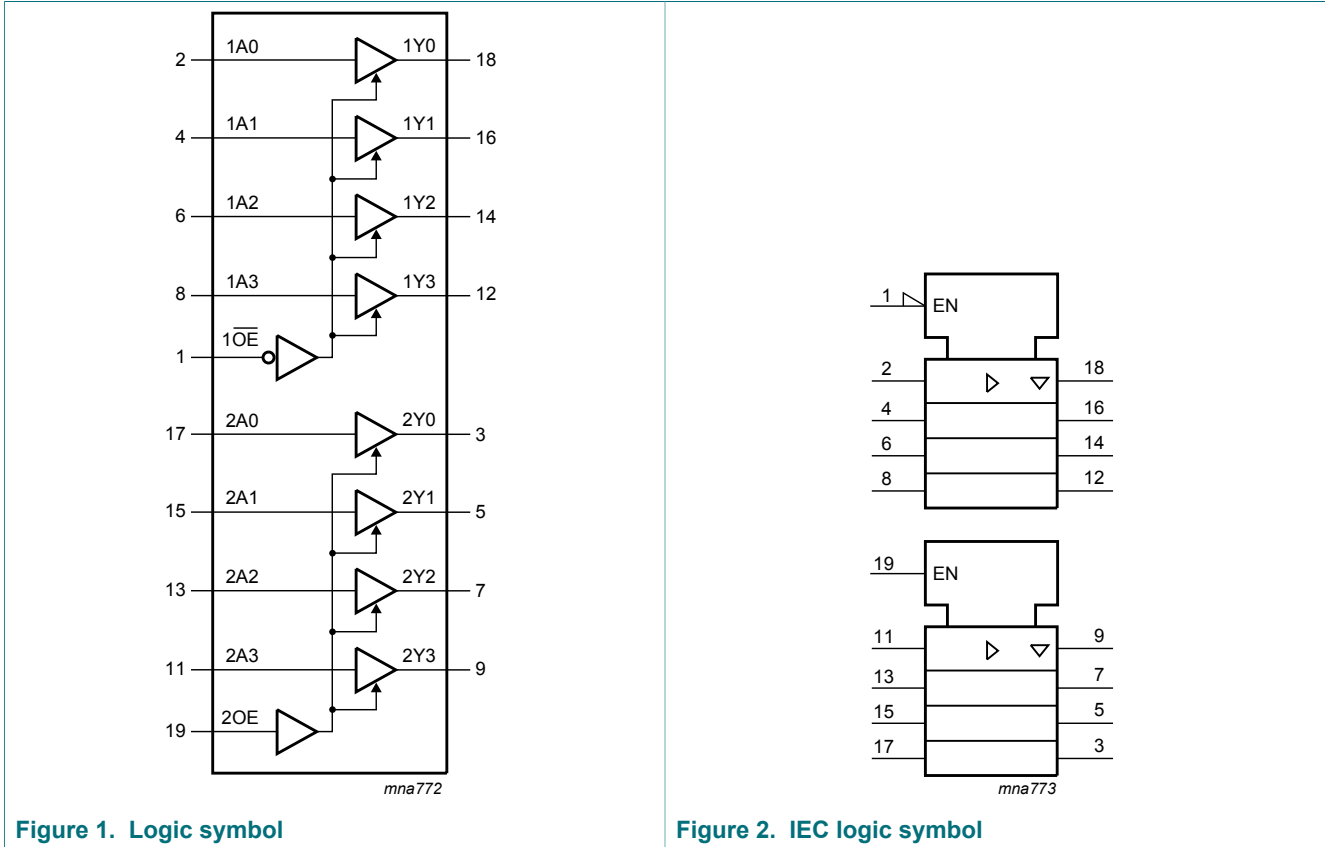 2 1A0 1Y0 18
4 1A1 1Y1 16
6 1A2 1Y2 14
8 1A3 1Y3 12
1 1O̅E̅
17 2A0 2Y0 3
15 2A1 2Y1 5
13 2A2 2Y2 7
11 2A3 2Y3 9
19 2OE
mna772
Figure 1. Logic symbol
1 EN
2 18
4 16
6 14
8 12
19 EN
11 9
13 7
15 5
17 3
mna773
Figure 2. IEC logic symbol